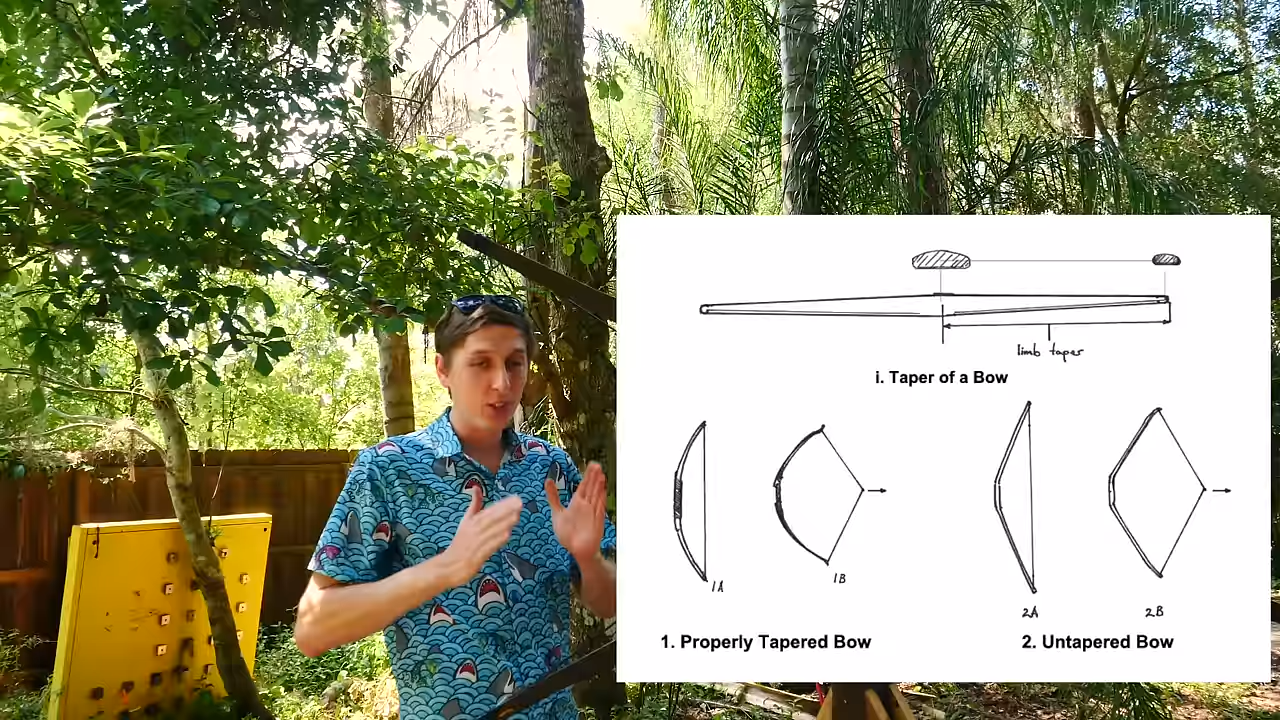 limb taper
i. Taper of a Bow
1A
1B
2A
2B
1. Properly Tapered Bow
2. Untapered Bow